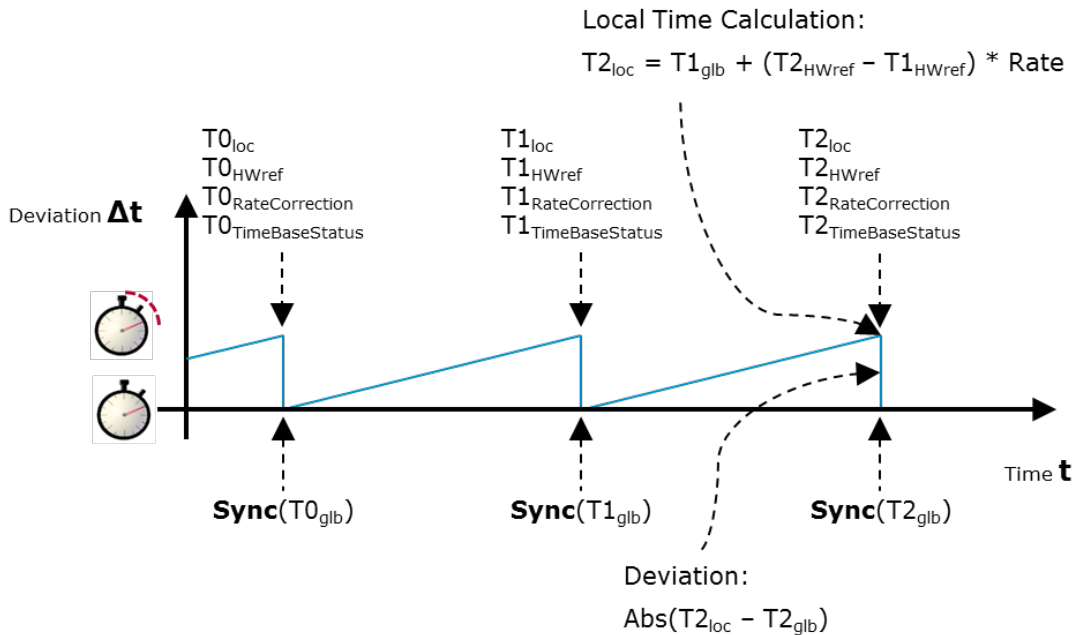 Local Time Calculation:
T2loc = T1glb + (T2HWref – T1HWref) * Rate
T0loc
T0HWref
T0RateCorrection
T0TimeBaseStatus
T1loc
T1HWref
T1RateCorrection
T1TimeBaseStatus
T2loc
T2HWref
T2RateCorrection
T2TimeBaseStatus
Deviation Δt
Time t
Sync(T0glb)
Sync(T1glb)
Sync(T2glb)
Deviation:
Abs(T2loc – T2glb)